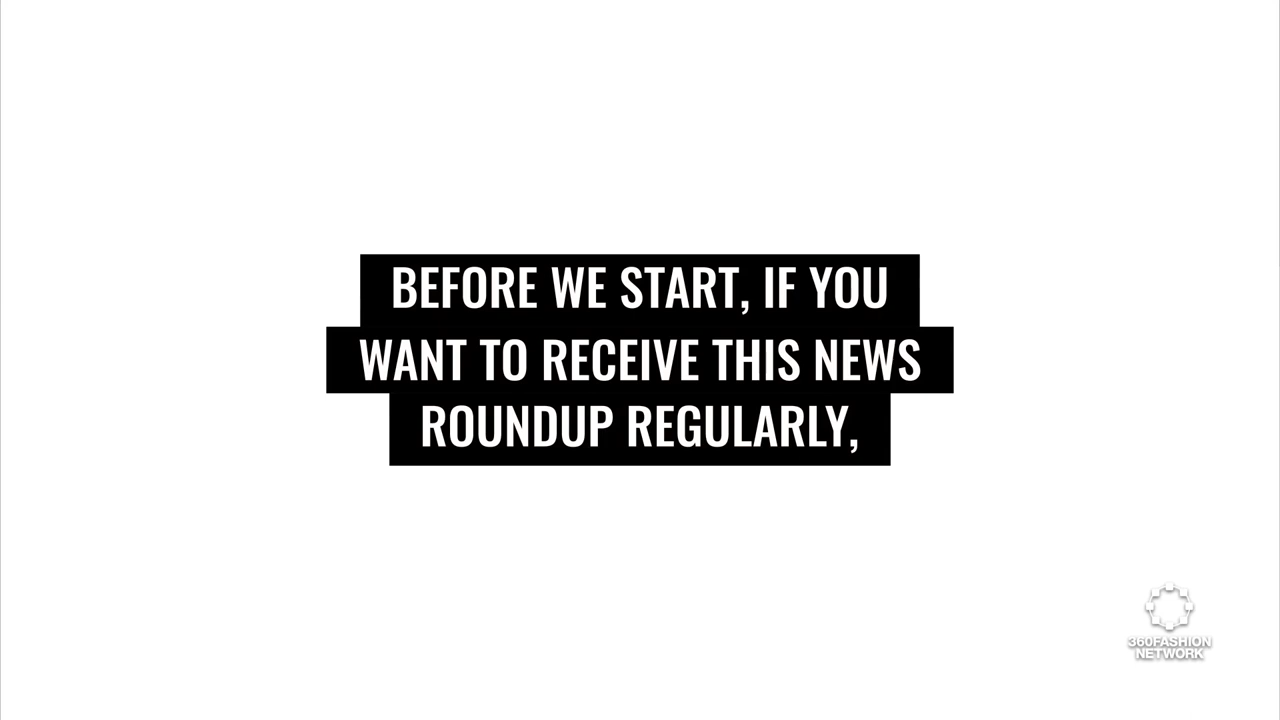 BEFORE WE START, IF YOU
WANT TO RECEIVE THIS NEWS
ROUNDUP REGULARLY,
360FASHION
NETWORK